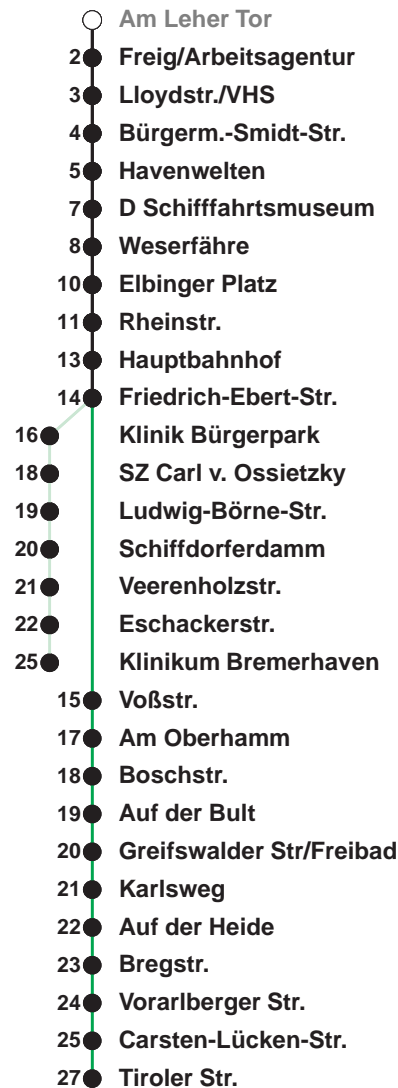 Am Leher Tor
2 Freig/Arbeitsagentur
3 Lloydstr./VHS
4 Bürgerm.-Smidt-Str.
5 Havenwelten
7 D Schifffahrtsmuseum
8 Weserfähre
10 Elbinger Platz
11 Rheinstr.
13 Hauptbahnhof
14 Friedrich-Ebert-Str.
16 Klinik Bürgerpark
18 SZ Carl v. Ossietzky
19 Ludwig-Börne-Str.
20 Schiffdorferdamm
21 Veerenholzstr.
22 Eschackerstr.
25 Klinikum Bremerhaven
15 Voßstr.
17 Am Oberhamm
18 Boschstr.
19 Auf der Bult
20 Greifswalder Str/Freibad
21 Karlsweg
22 Auf der Heide
23 Bregstr.
24 Vorarlberger Str.
25 Carsten-Lücken-Str.
27 Tiroler Str.